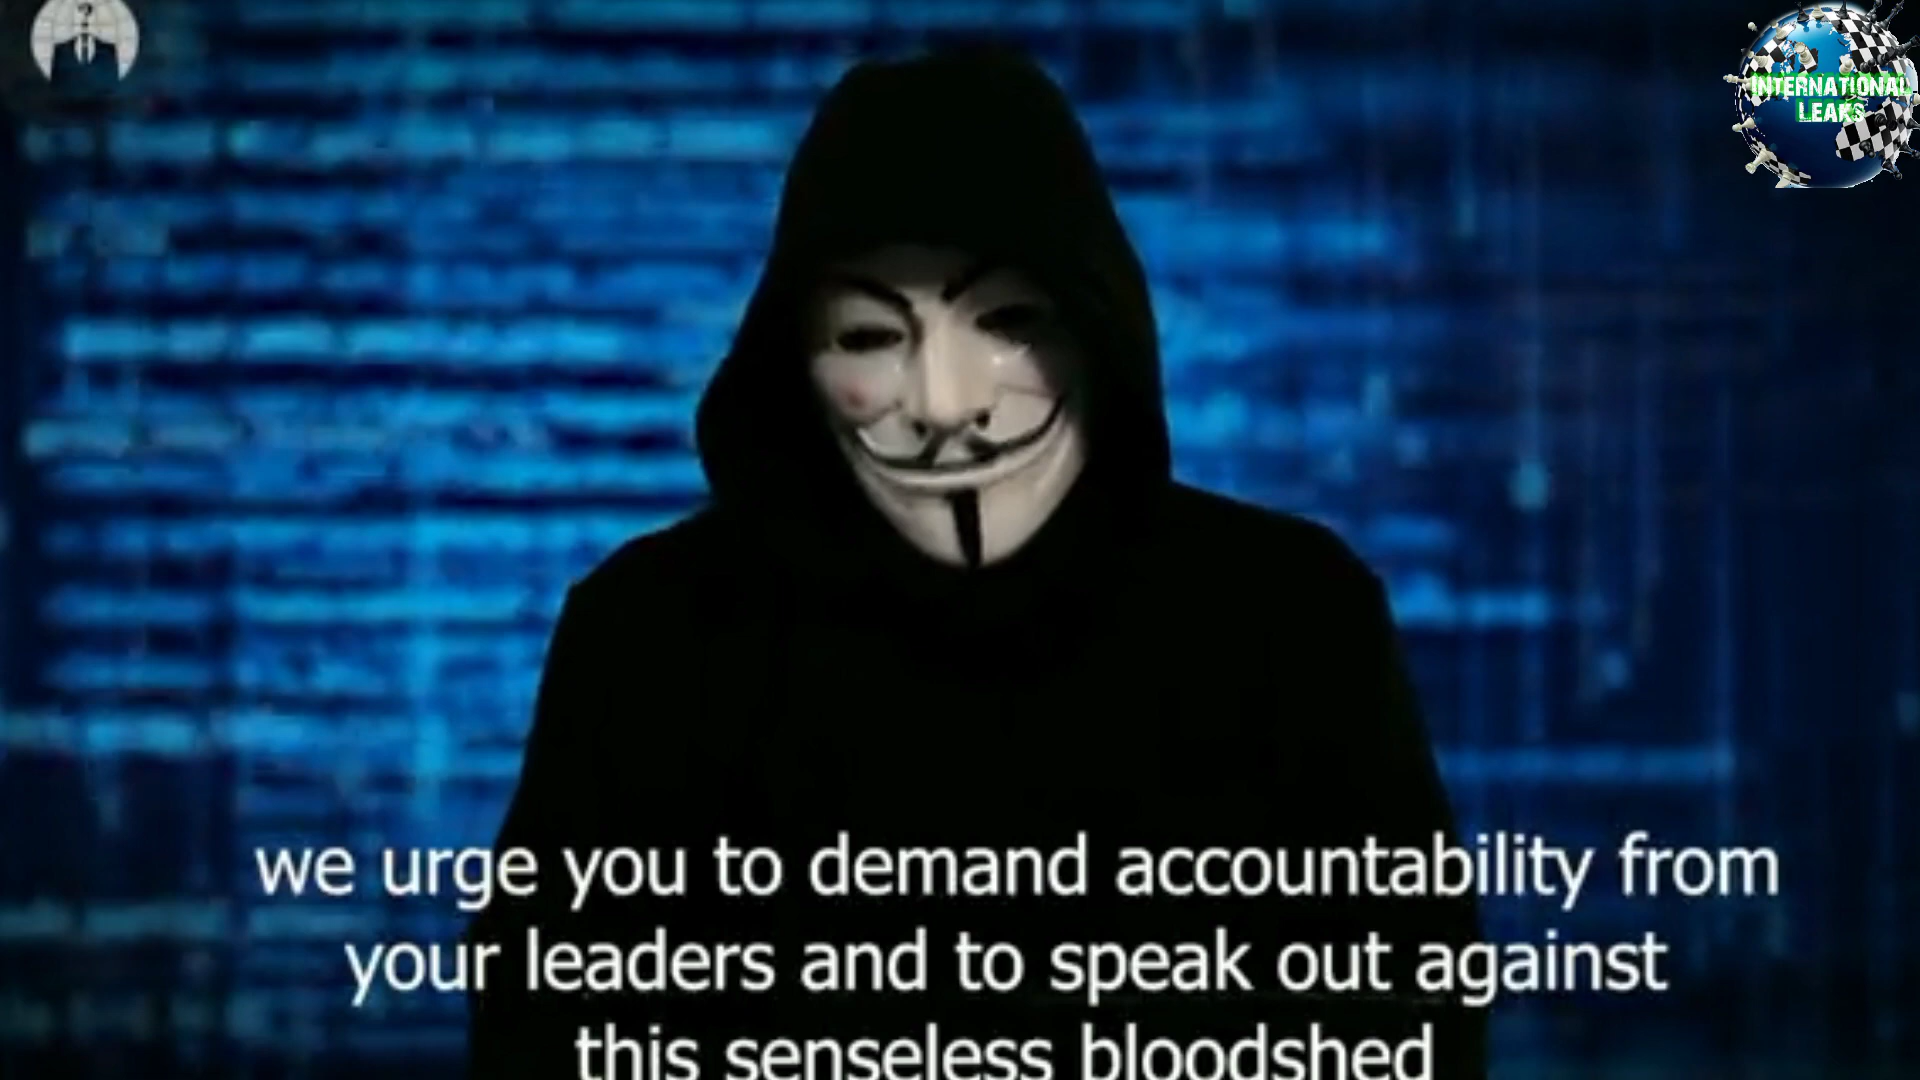 ?
INTERNATIONAL
LEAKS
we urge you to demand accountability from
your leaders and to speak out against
this senseless bloodshed